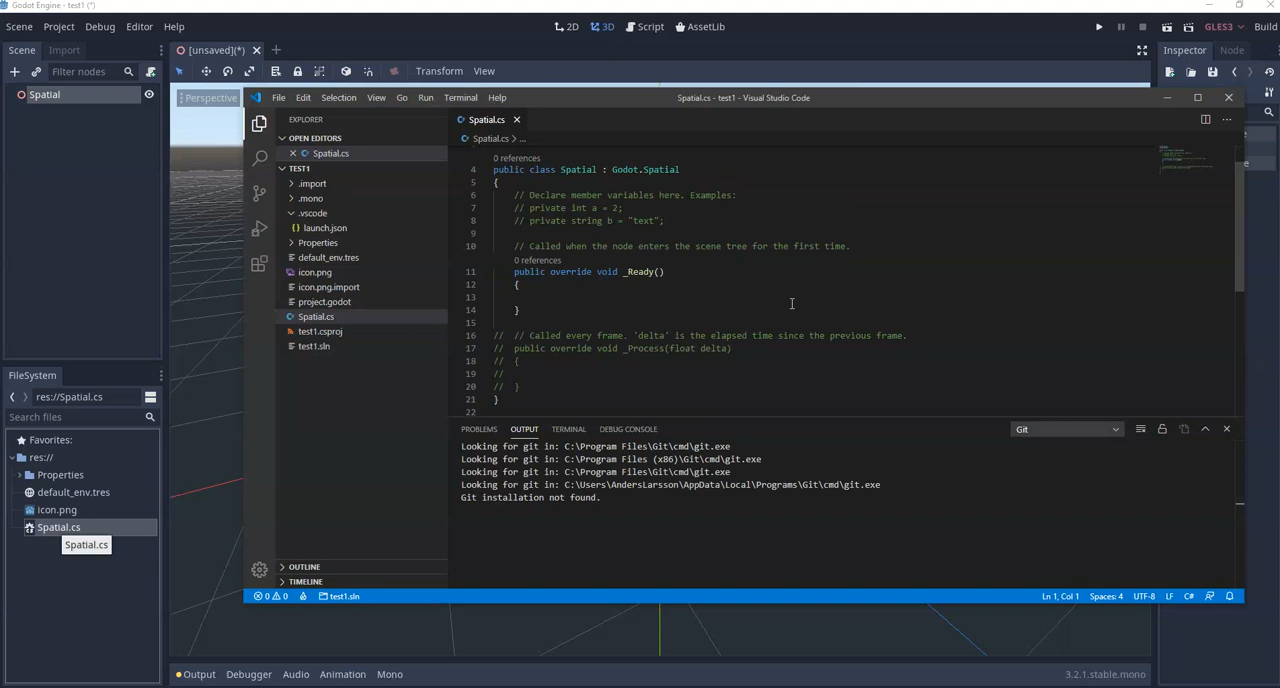 Godot Engine - test1 (*)
Scene Project Debug Editor Help
2D 3D Script AssetLib
GLES3 Build
Scene Import
[unsaved](*)
Inspector Node
Filter nodes
Transform View
Spatial
Perspective
File Edit Selection View Go Run Terminal Help
Spatial.cs - test1 - Visual Studio Code
EXPLORER
Spatial.cs
OPEN EDITORS
Spatial.cs > ...
Spatial.cs
TEST1
.import
.mono
.vscode
launch.json
Properties
default_env.tres
icon.png
icon.png.import
project.godot
Spatial.cs
test1.csproj
test1.sln
0 references
4 public class Spatial : Godot.Spatial
5 {
6 // Declare member variables here. Examples:
7 // private int a = 2;
8 // private string b = "text";
9
10 // Called when the node enters the scene tree for the first time.
0 references
11 public override void _Ready()
12 {
13
14 }
15
16 // // Called every frame. 'delta' is the elapsed time since the previous frame.
17 // public override void _Process(float delta)
18 // {
19 //
20 // }
21 }
22
PROBLEMS OUTPUT TERMINAL DEBUG CONSOLE
Git
Looking for git in: C:\Program Files\Git\cmd\git.exe
Looking for git in: C:\Program Files (x86)\Git\cmd\git.exe
Looking for git in: C:\Program Files\Git\cmd\git.exe
Looking for git in: C:\Users\AndersLarsson\AppData\Local\Programs\Git\cmd\git.exe
Git installation not found.
OUTLINE
TIMELINE
0 0 test1.sln
Ln 1, Col 1 Spaces: 4 UTF-8 LF C#
FileSystem
res://Spatial.cs
Search files
Favorites:
res://
Properties
default_env.tres
icon.png
Spatial.cs
Spatial.cs
Output Debugger Audio Animation Mono
3.2.1.stable.mono